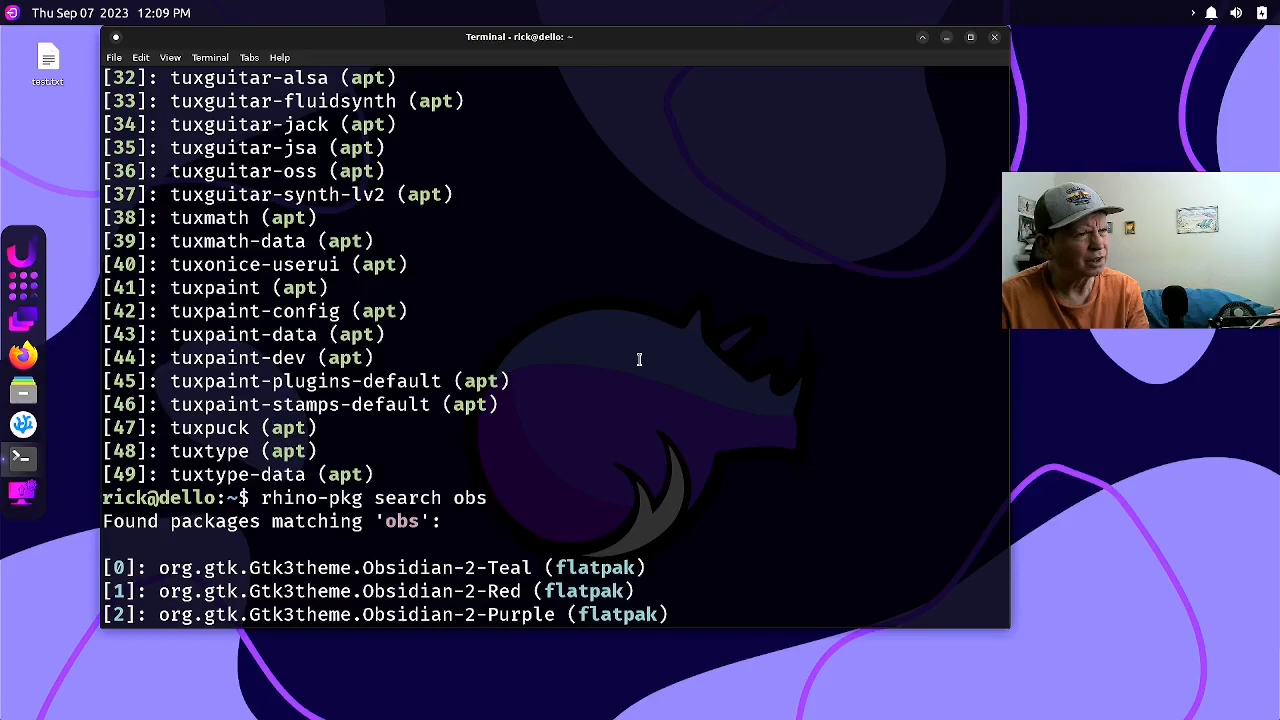 Thu Sep 07 2023 12:09 PM
test.txt
Terminal - rick@dello: ~
File Edit View Terminal Tabs Help
[32]: tuxguitar-alsa (apt)
[33]: tuxguitar-fluidsynth (apt)
[34]: tuxguitar-jack (apt)
[35]: tuxguitar-jsa (apt)
[36]: tuxguitar-oss (apt)
[37]: tuxguitar-synth-lv2 (apt)
[38]: tuxmath (apt)
[39]: tuxmath-data (apt)
[40]: tuxonice-userui (apt)
[41]: tuxpaint (apt)
[42]: tuxpaint-config (apt)
[43]: tuxpaint-data (apt)
[44]: tuxpaint-dev (apt)
[45]: tuxpaint-plugins-default (apt)
[46]: tuxpaint-stamps-default (apt)
[47]: tuxpuck (apt)
[48]: tuxtype (apt)
[49]: tuxtype-data (apt)
rick@dello:~$ rhino-pkg search obs
Found packages matching 'obs':
[0]: org.gtk.Gtk3theme.Obsidian-2-Teal (flatpak)
[1]: org.gtk.Gtk3theme.Obsidian-2-Red (flatpak)
[2]: org.gtk.Gtk3theme.Obsidian-2-Purple (flatpak)